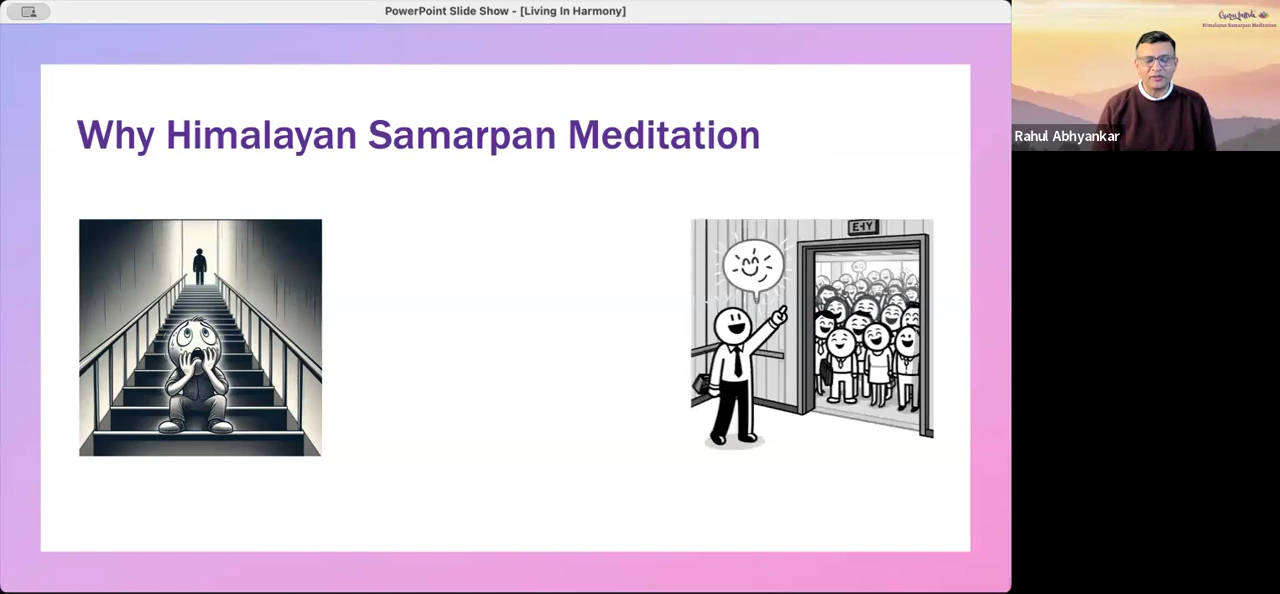 PowerPoint Slide Show - [Living In Harmony]
Why Himalayan Samarpan Meditation
Himalayan Samarpan Meditation
Rahul Abhyankar